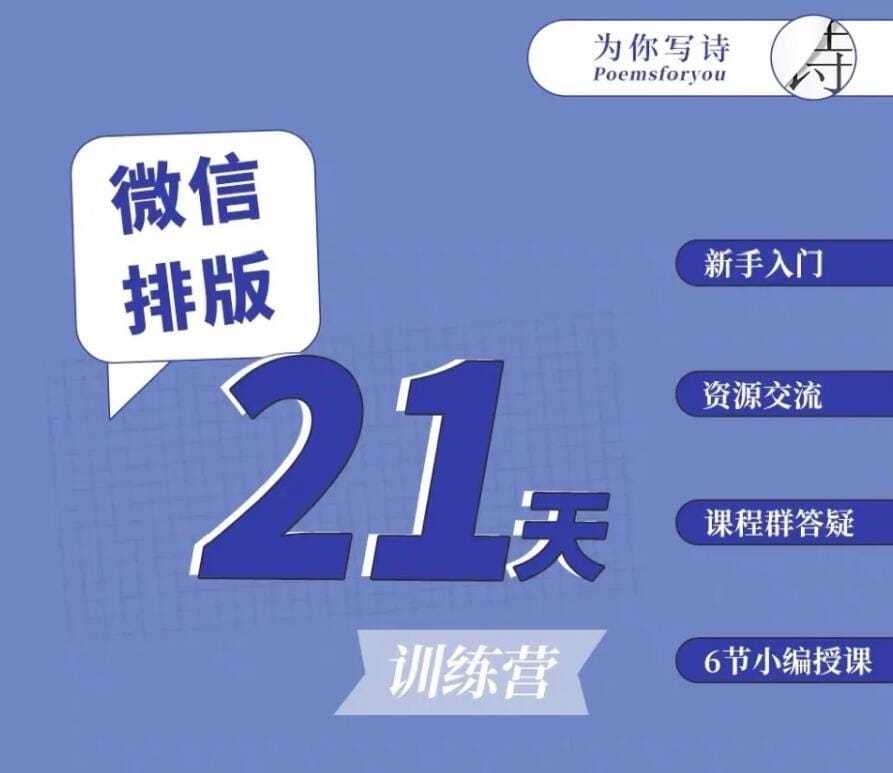 为你写诗
Poemsforyou
诗
微信
排版
21天
训练营
新手入门
资源交流
课程群答疑
6节小编授课